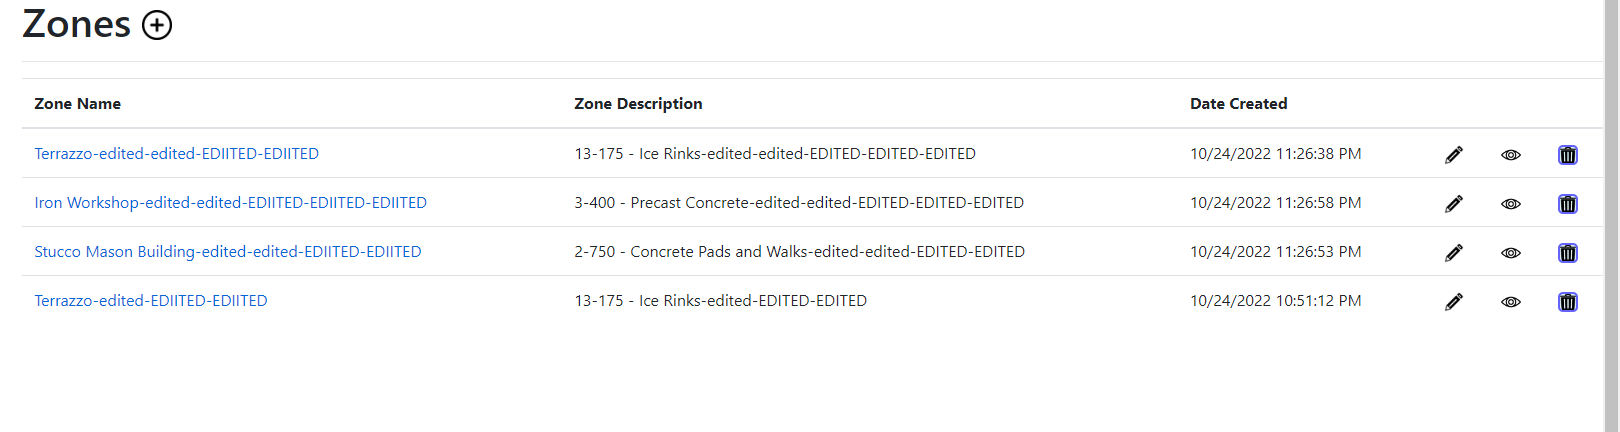 Zones
Zone Name Zone Description Date Created
Terrazzo-edited-edited-EDIITED-EDIITED 13-175 - Ice Rinks-edited-edited-EDITED-EDITED-EDITED 10/24/2022 11:26:38 PM
Iron Workshop-edited-edited-EDIITED-EDIITED-EDIITED 3-400 - Precast Concrete-edited-edited-EDITED-EDITED-EDITED 10/24/2022 11:26:58 PM
Stucco Mason Building-edited-edited-EDIITED-EDIITED 2-750 - Concrete Pads and Walks-edited-edited-EDITED-EDITED 10/24/2022 11:26:53 PM
Terrazzo-edited-EDIITED-EDIITED 13-175 - Ice Rinks-edited-EDITED-EDITED 10/24/2022 10:51:12 PM